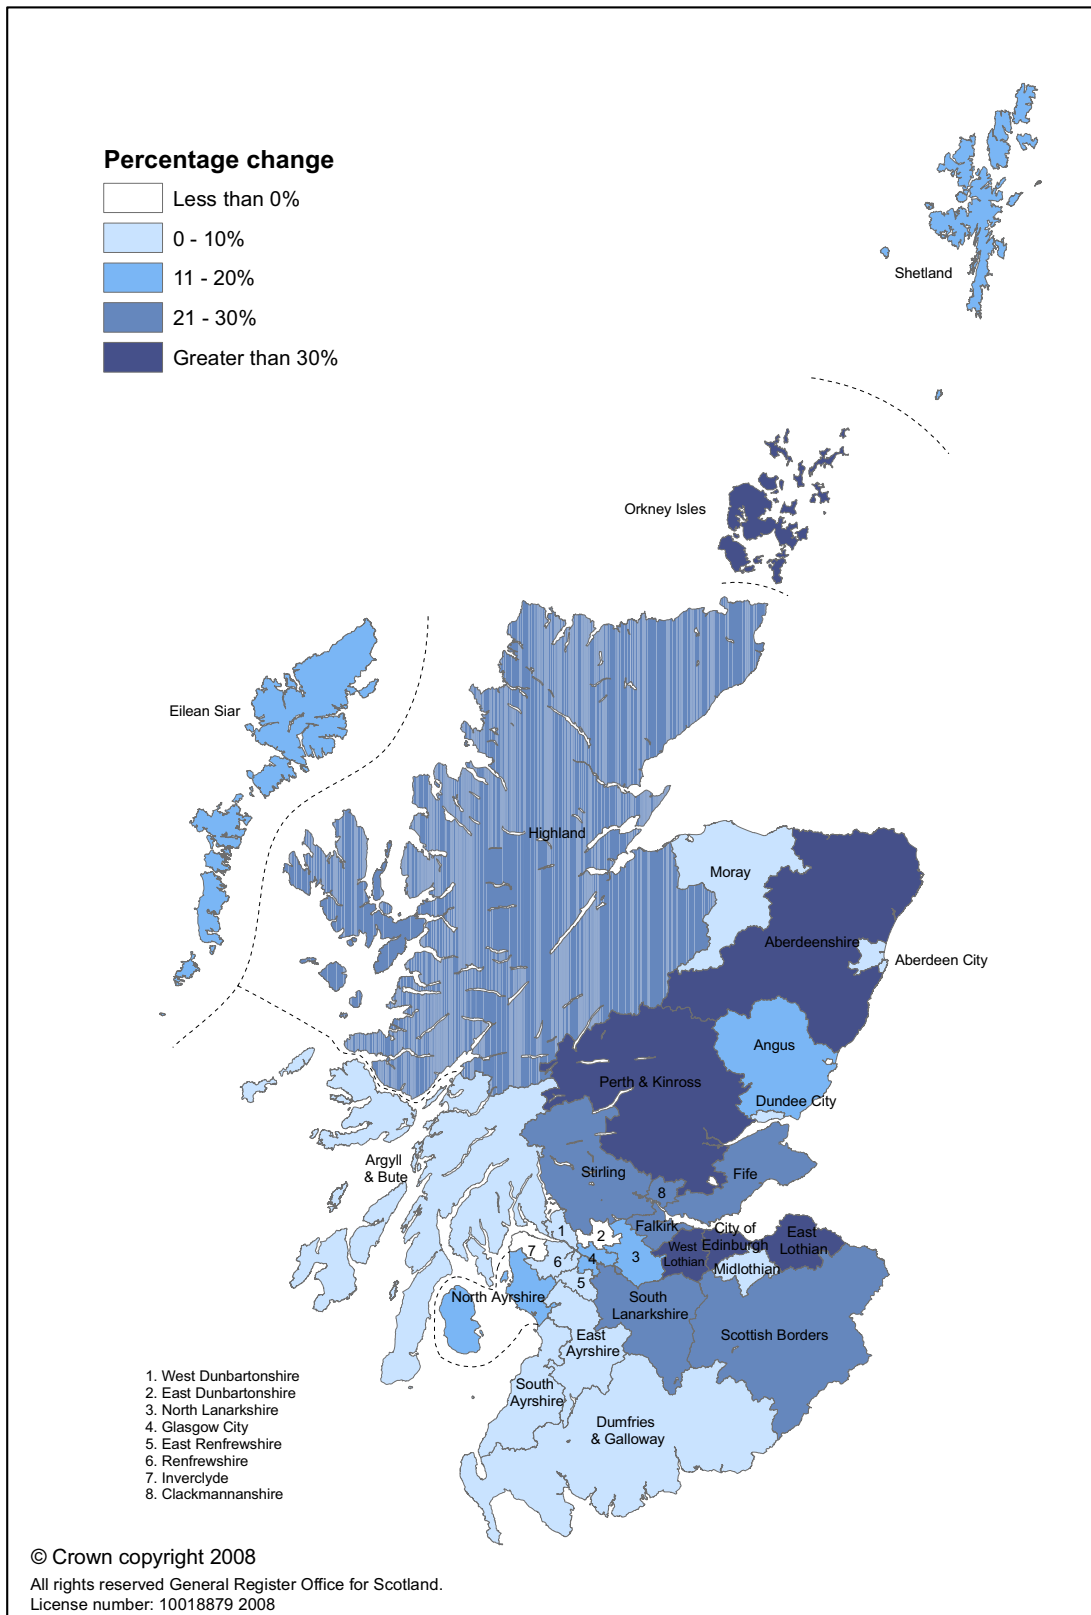 Percentage change
Less than 0%
0 - 10%
11 - 20%
21 - 30%
Greater than 30%
Shetland
Orkney Isles
Eilean Siar
Highland
Moray
Aberdeenshire
Aberdeen City
Angus
Perth & Kinross
Dundee City
Argyll
& Bute
Stirling
Fife
8
Falkirk
City of
Edinburgh
East
Lothian
1
2
West
Lothian
7
4
3
6
Midlothian
5
North Ayrshire
South
Lanarkshire
East
Ayrshire
Scottish Borders
South
Ayrshire
Dumfries
& Galloway
1. West Dunbartonshire
2. East Dunbartonshire
3. North Lanarkshire
4. Glasgow City
5. East Renfrewshire
6. Renfrewshire
7. Inverclyde
8. Clackmannanshire
© Crown copyright 2008
All rights reserved General Register Office for Scotland.
License number: 10018879 2008